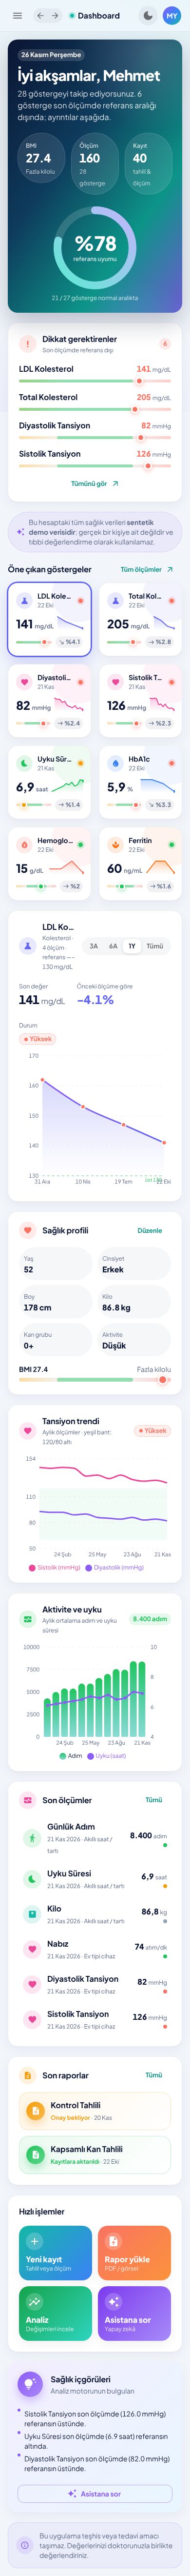 Dashboard
MY
26 Kasım Perşembe
İyi akşamlar, Mehmet
28 göstergeyi takip ediyorsunuz. 6
göstergenin son ölçümü referans aralığı
dışında; ayrıntılar aşağıda.
BMI
27.4
Fazla kilolu
Ölçüm
160
28
gösterge
Kayıt
40
tahlil &
ölçüm
%78
referans uyumu
21 / 27 gösterge normal aralıkta
Dikkat gerektirenler
Son ölçümde referans dışı
6
LDL Kolesterol
141 mg/dL
Total Kolesterol
205 mg/dL
Diyastolik Tansiyon
82 mmHg
Sistolik Tansiyon
126 mmHg
Tümünü gör
Bu hesaptaki tüm sağlık verileri sentetik
demo verisidir; gerçek bir kişiye ait değildir ve
tıbbi değerlendirme olarak kullanılamaz.
Öne çıkan göstergeler
Tüm ölçümler
LDL Kole...
22 Eki
141 mg/dL
%4.1
Total Kol...
22 Eki
205 mg/dL
%2.8
Diyastoli...
21 Kas
82 mmHg
%2.4
Sistolik T...
21 Kas
126 mmHg
%2.3
Uyku Sür...
21 Kas
6,9 saat
%1.4
HbA1c
22 Eki
5,9 %
%3.3
Hemoglo...
22 Eki
15 g/dL
%2
Ferritin
22 Eki
60 ng/mL
%1.6
LDL Ko...
Kolesterol ·
4 ölçüm ·
referans —–
130 mg/dL
3A
6A
1Y
Tümü
Son değer
141 mg/dL
Önceki ölçüme göre
-4.1%
Durum
Yüksek
170
160
150
140
130
31 Ara
10 Nis
19 Tem
22 Eki
Sağlık profili
Düzenle
Yaş
52
Cinsiyet
Erkek
Boy
178 cm
Kilo
86.8 kg
Kan grubu
0+
Aktivite
Düşük
BMI 27.4
Fazla kilolu
Tansiyon trendi
Aylık ölçümler · yeşil bant:
120/80 altı
Yüksek
154
110
80
50
24 Şub
25 May
23 Ağu
21 Kas
Sistolik (mmHg)
Diyastolik (mmHg)
Aktivite ve uyku
Aylık ortalama adım ve uyku
süresi
8.400 adım
10000
7500
5000
2500
0
10
8
6
4
24 Şub
25 May
23 Ağu
21 Kas
Adım
Uyku (saat)
Son ölçümler
Tümü
Günlük Adım
21 Kas 2026 · Akıllı saat /
tartı
8.400 adım
Uyku Süresi
21 Kas 2026 · Akıllı saat / tartı
6,9 saat
Kilo
21 Kas 2026 · Akıllı saat / tartı
86,8 kg
Nabız
21 Kas 2026 · Ev tipi cihaz
74 atım/dk
Diyastolik Tansiyon
21 Kas 2026 · Ev tipi cihaz
82 mmHg
Sistolik Tansiyon
21 Kas 2026 · Ev tipi cihaz
126 mmHg
Son raporlar
Tümü
Kontrol Tahlili
Onay bekliyor · 20 Kas
Kapsamlı Kan Tahlili
Kayıtlara aktarıldı · 22 Eki
Hızlı işlemler
Yeni kayıt
Tahlil veya ölçüm
Rapor yükle
PDF / görsel
Analiz
Değişimleri incele
Asistana sor
Yapay zekâ
Sağlık içgörüleri
Analiz motorunun bulguları
Sistolik Tansiyon son ölçüm (126.0 mmHg)
referansın üstünde.
Uyku Süresi son ölçüm (6.9 saat) referansın
altında.
Diyastolik Tansiyon son ölçüm (82.0 mmHg)
referansın üstünde.
Asistana sor
Bu uygulama teşhis veya tedavi amacı
taşımaz. Değerlerinizi doktorunuzla birlikte
değerlendiriniz.